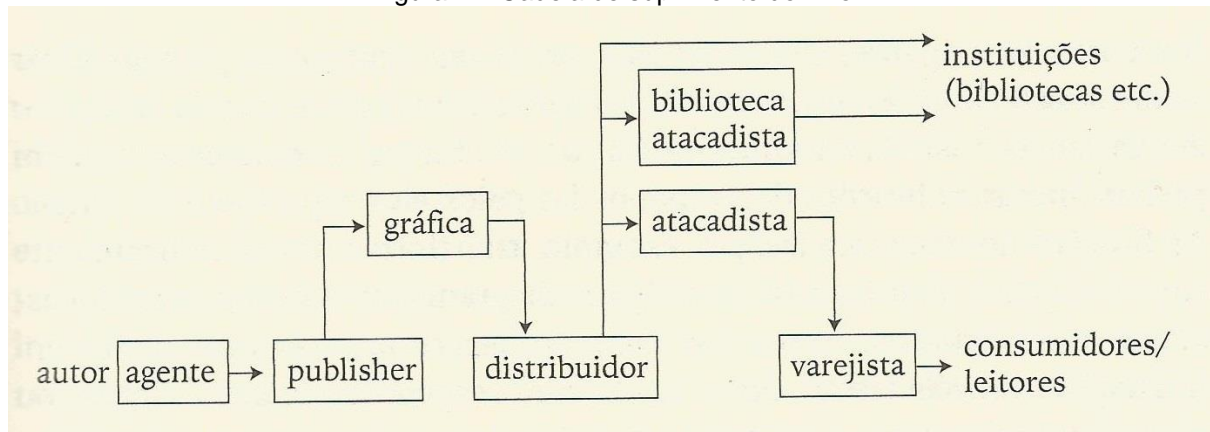 instituições
(bibliotecas etc.)
biblioteca
atacadista
gráfica
atacadista
autor
agente
publisher
distribuidor
varejista
consumidores/
leitores